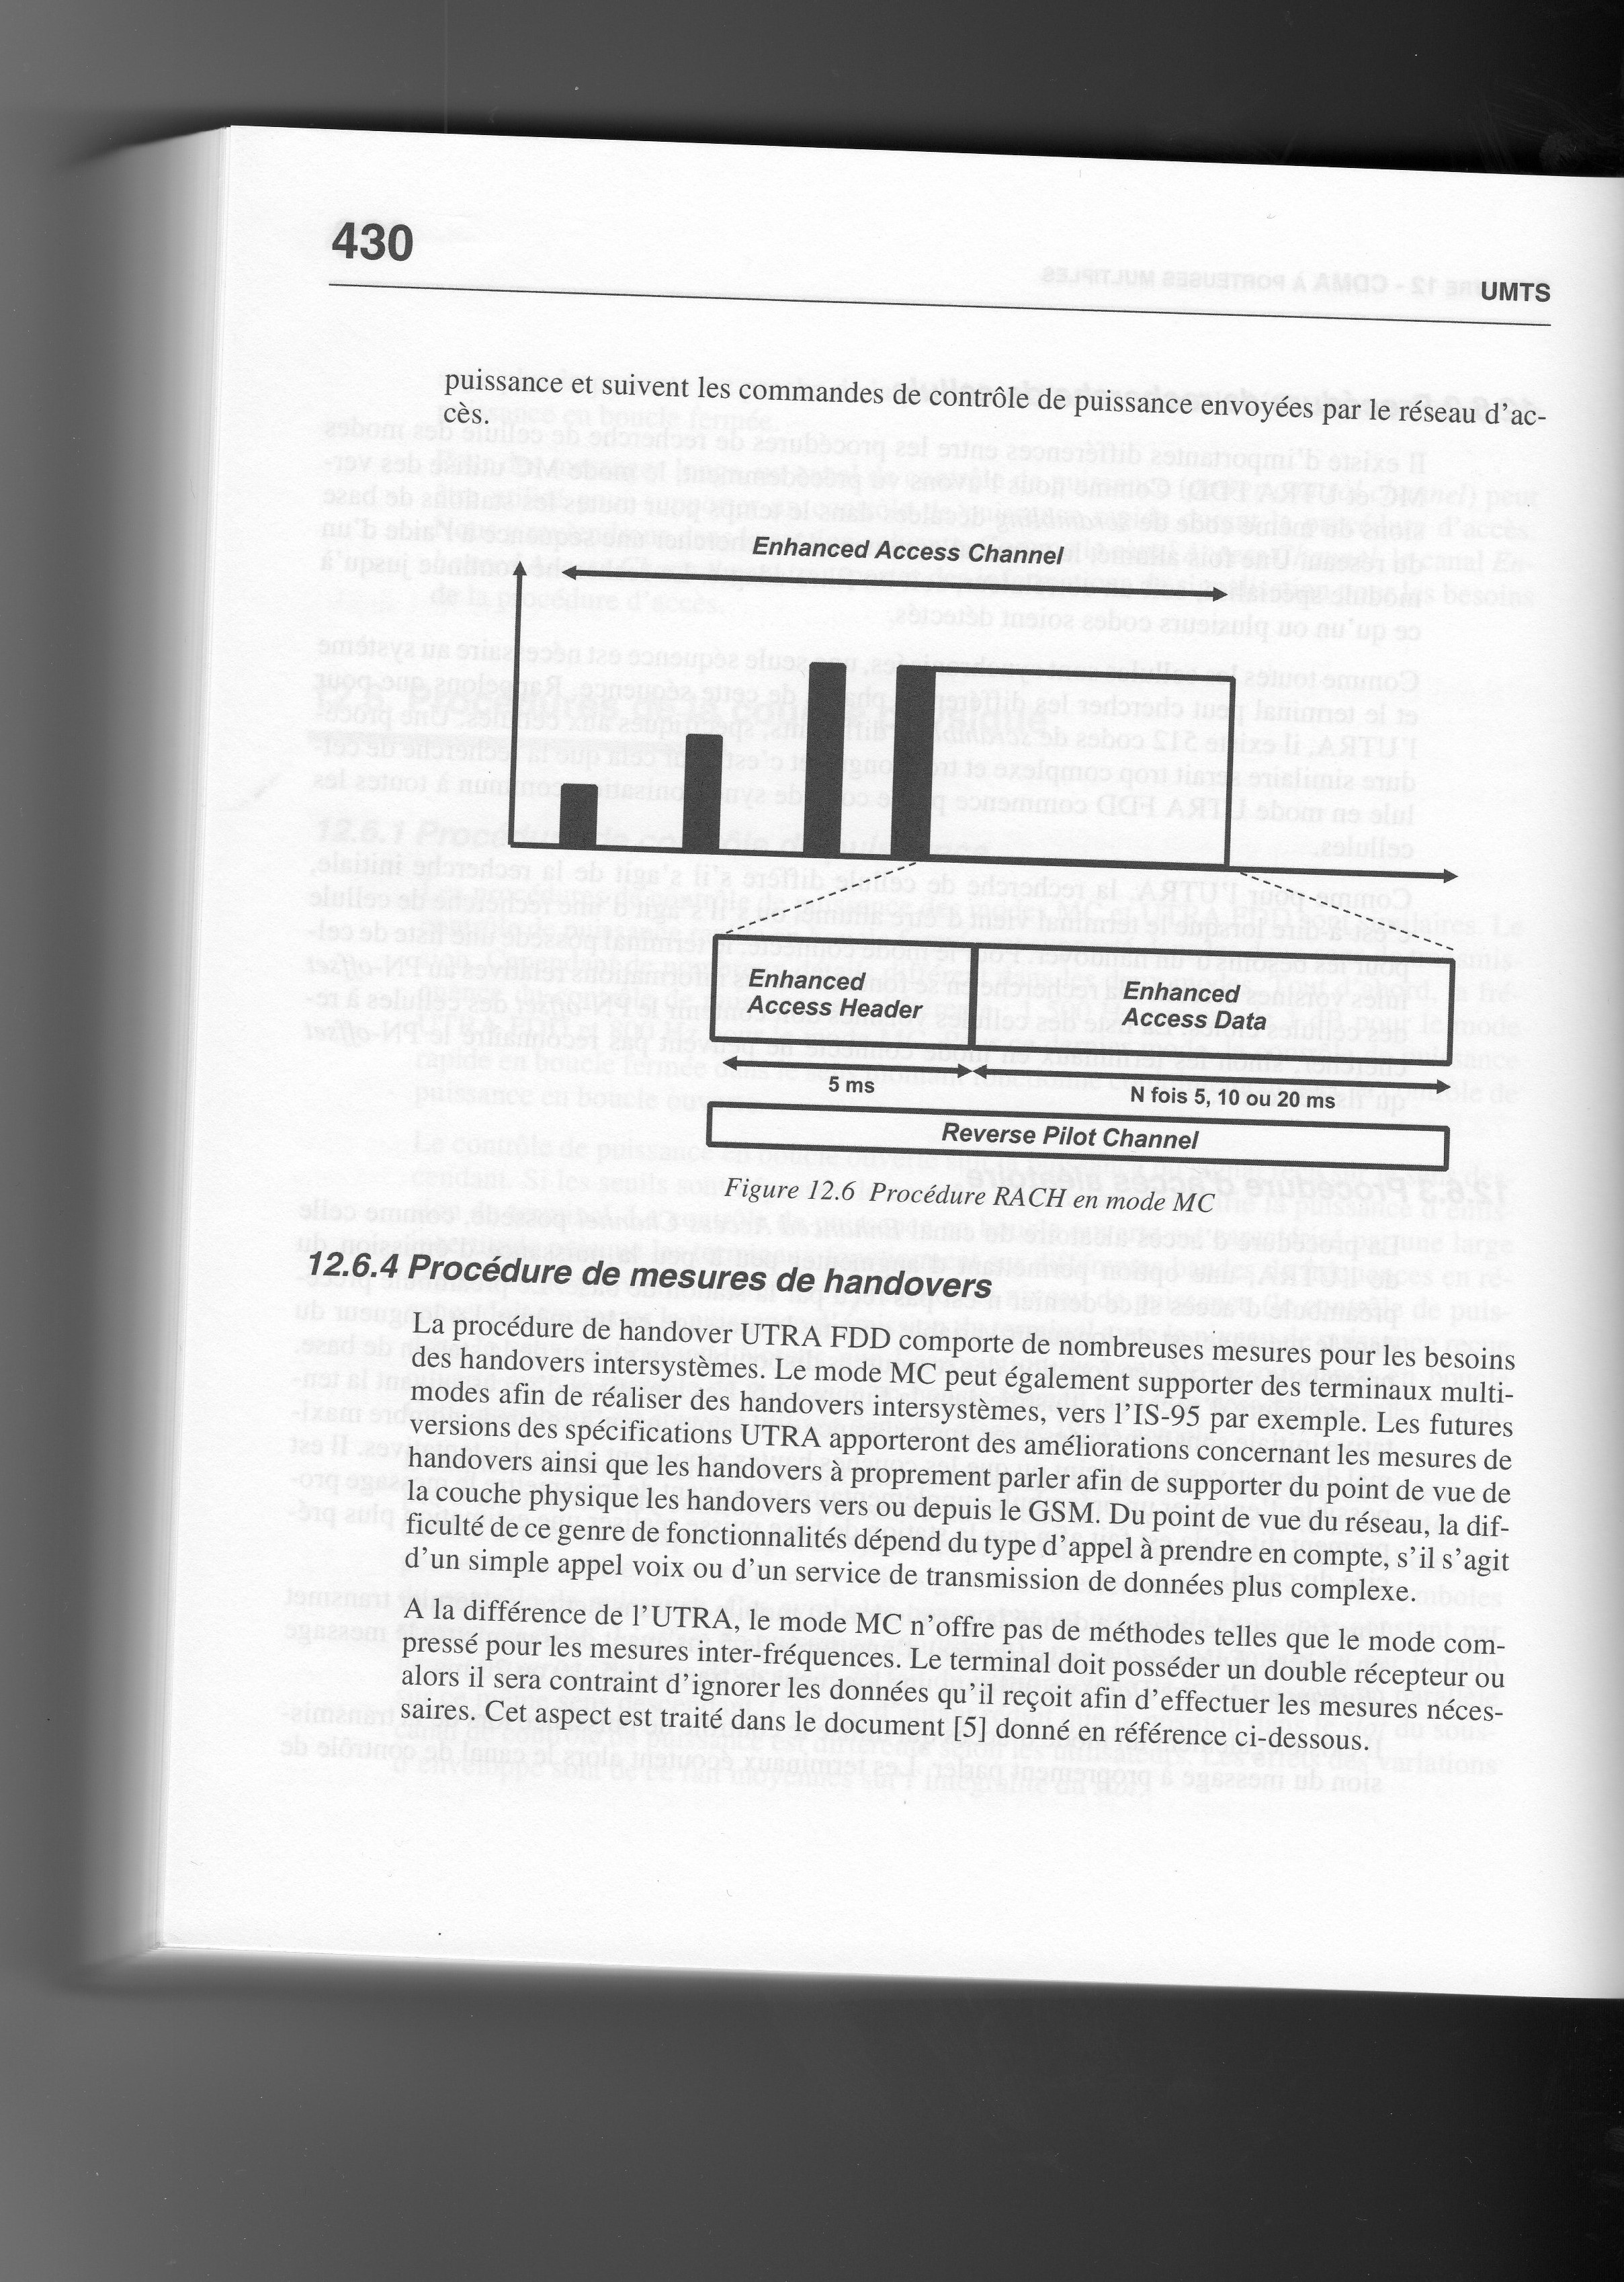 430
UMTS
puissance et suivent les commandes de contrôle de puissance envoyées par le réseau d'ac-
cès.
Enhanced Access Channel
Enhanced
Access Header
Enhanced
Access Data
5 ms
N fois 5, 10 ou 20 ms
Reverse Pilot Channel
Figure 12.6 Procédure RACH en mode MC
12.6.4 Procédure de mesures de handovers
La procédure de handover UTRA FDD comporte de nombreuses mesures pour les besoins
des handovers intersystèmes. Le mode MC peut également supporter des terminaux multi-
modes afin de réaliser des handovers intersystèmes, vers l'IS-95 par exemple. Les futures
versions des spécifications UTRA apporteront des améliorations concernant les mesures de
handovers ainsi que les handovers à proprement parler afin de supporter du point de vue de
la couche physique les handovers vers ou depuis le GSM. Du point de vue du réseau, la dif-
ficulté de ce genre de fonctionnalités dépend du type d'appel à prendre en compte, s'il s'agit
d'un simple appel voix ou d'un service de transmission de données plus complexe.
A la différence de l'UTRA, le mode MC n'offre pas de méthodes telles que le mode com-
pressé pour les mesures inter-fréquences. Le terminal doit posséder un double récepteur ou
alors il sera contraint d'ignorer les données qu'il reçoit afin d'effectuer les mesures néces-
saires. Cet aspect est traité dans le document [5] donné en référence ci-dessous.